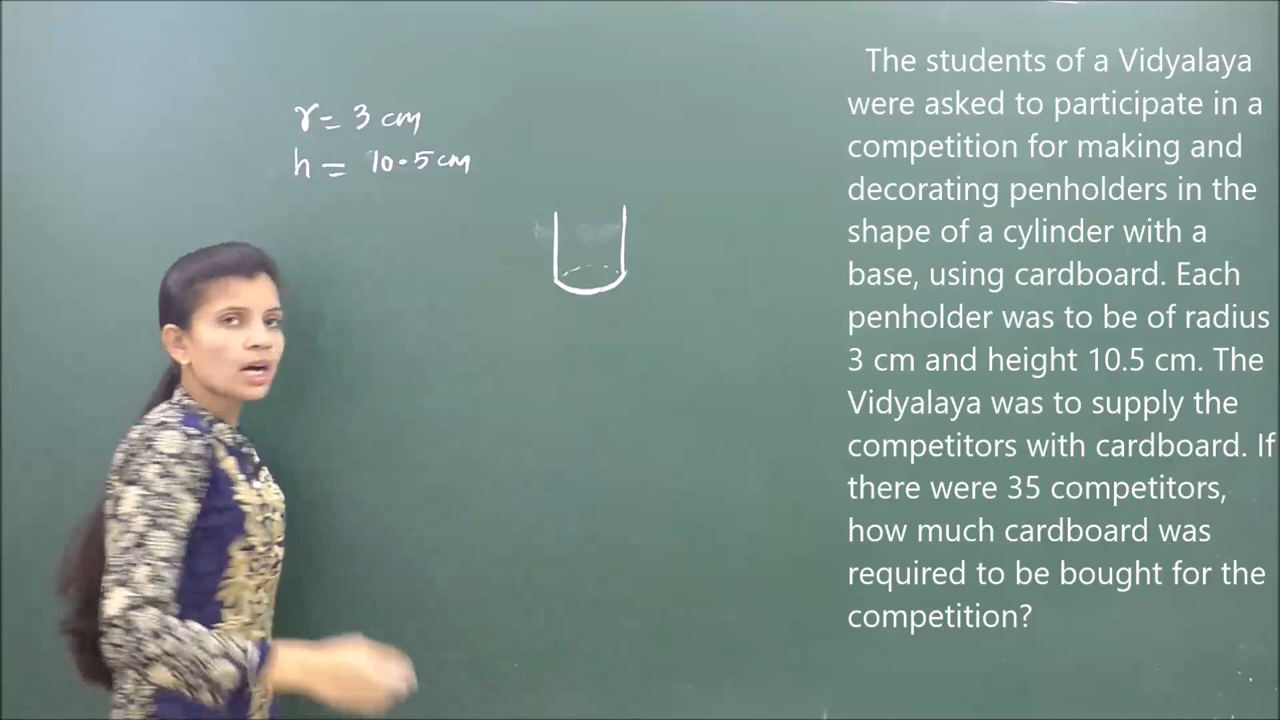 r = 3 cm
h = 10.5 cm
The students of a Vidyalaya
were asked to participate in a
competition for making and
decorating penholders in the
shape of a cylinder with a
base, using cardboard. Each
penholder was to be of radius
3 cm and height 10.5 cm. The
Vidyalaya was to supply the
competitors with cardboard. If
there were 35 competitors,
how much cardboard was
required to be bought for the
competition?